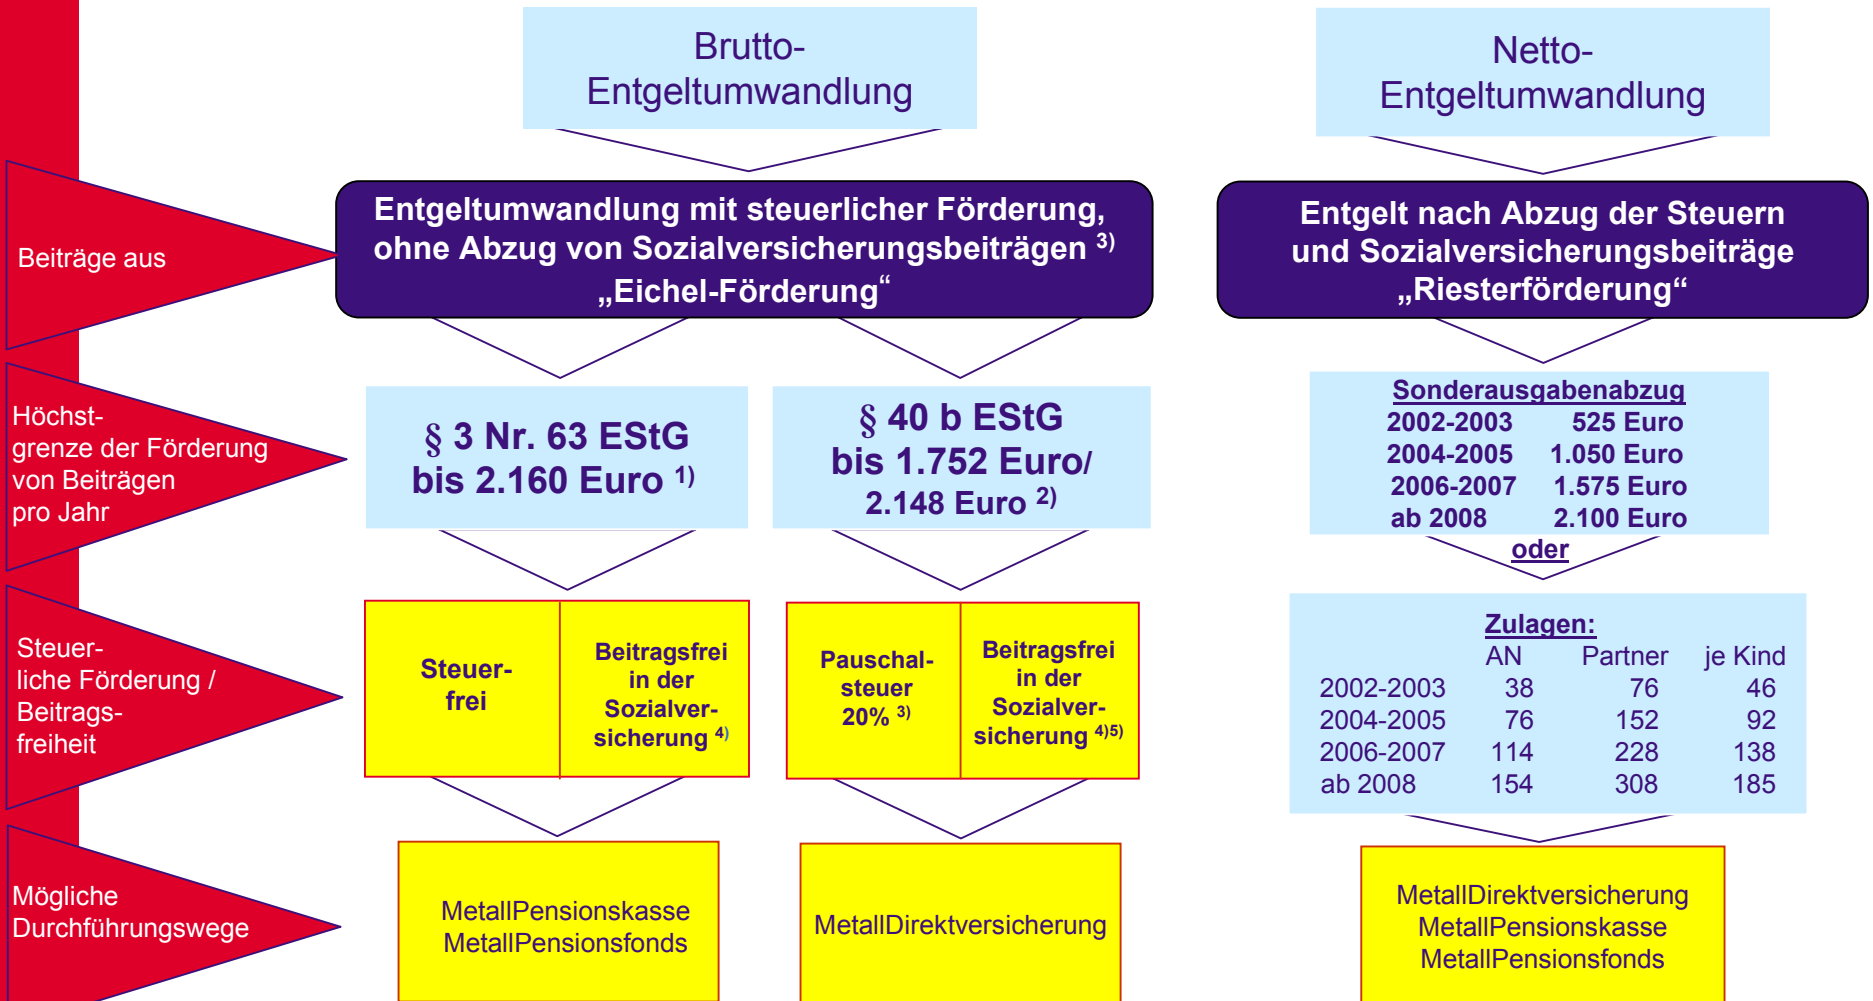 Brutto-
Entgeltumwandlung
Netto-
Entgeltumwandlung
Beiträge aus
Entgeltumwandlung mit steuerlicher Förderung,
ohne Abzug von Sozialversicherungsbeiträgen 3)
„Eichel-Förderung“
Entgelt nach Abzug der Steuern
und Sozialversicherungsbeiträge
„Riesterförderung“
Höchst-
grenze der Förderung
von Beiträgen
pro Jahr
§ 3 Nr. 63 EStG
bis 2.160 Euro 1)
§ 40 b EStG
bis 1.752 Euro/
2.148 Euro 2)
Sonderausgabenabzug
2002-2003 525 Euro
2004-2005 1.050 Euro
2006-2007 1.575 Euro
ab 2008 2.100 Euro
oder
Steuer-
liche Förderung /
Beitrags-
freiheit
Steuer-
frei
Beitragsfrei
in der
Sozialver-
sicherung 4)
Pauschal-
steuer
20% 3)
Beitragsfrei
in der
Sozialver-
sicherung 4)5)
Zulagen:
AN Partner je Kind
2002-2003 38 76 46
2004-2005 76 152 92
2006-2007 114 228 138
ab 2008 154 308 185
Mögliche
Durchführungswege
MetallPensionskasse
MetallPensionsfonds
MetallDirektversicherung
MetallDirektversicherung
MetallPensionskasse
MetallPensionsfonds